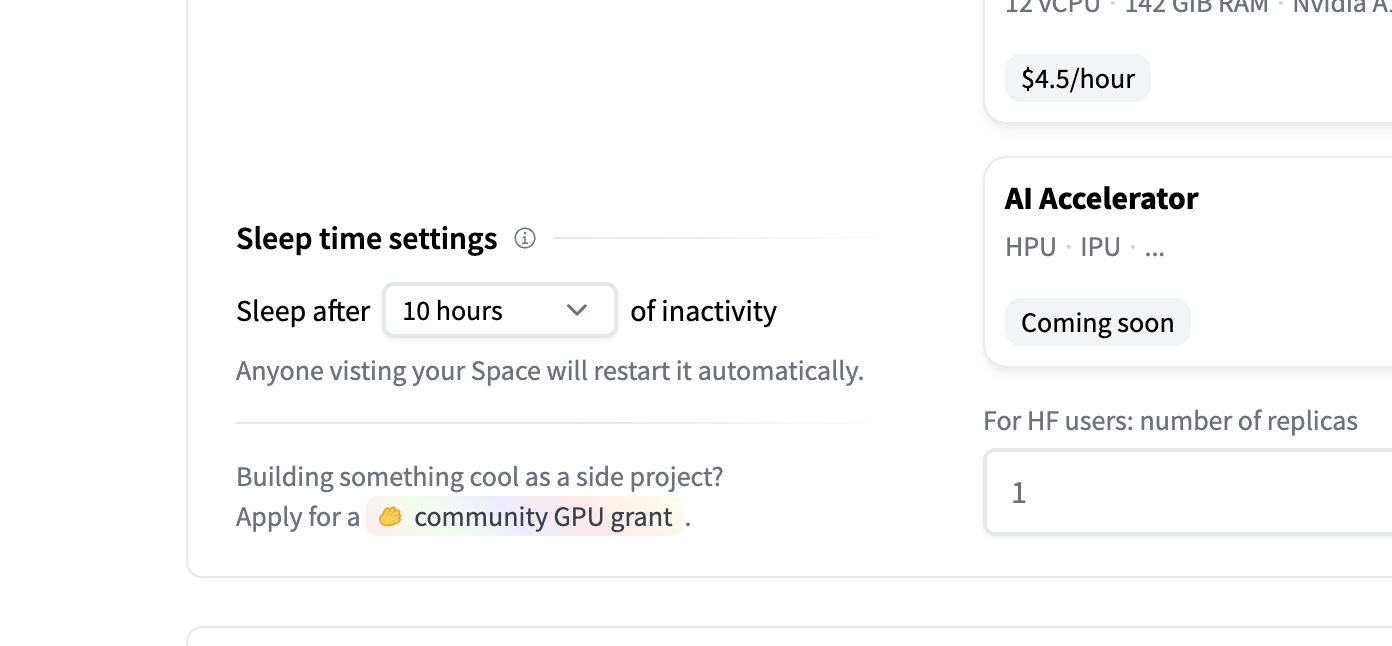 12 vCPU · 142 GiB RAM · Nvidia
$4.5/hour
AI Accelerator
HPU · IPU · ...
Coming soon
Sleep time settings
Sleep after 10 hours of inactivity
Anyone visting your Space will restart it automatically.
Building something cool as a side project?
Apply for a 🤗 community GPU grant.
For HF users: number of replicas
1